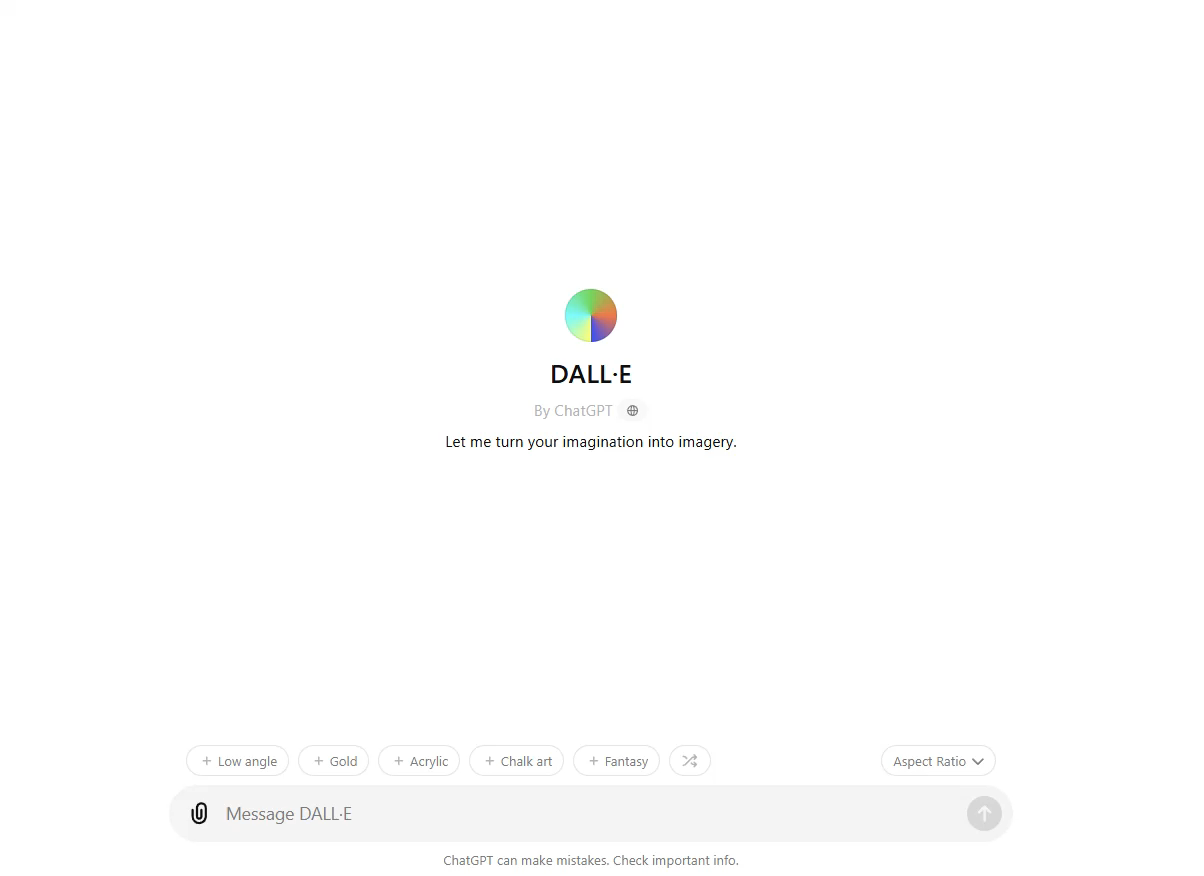 DALL·E
By ChatGPT
Let me turn your imagination into imagery.
+ Low angle + Gold + Acrylic + Chalk art + Fantasy Aspect Ratio
Message DALL·E
ChatGPT can make mistakes. Check important info.